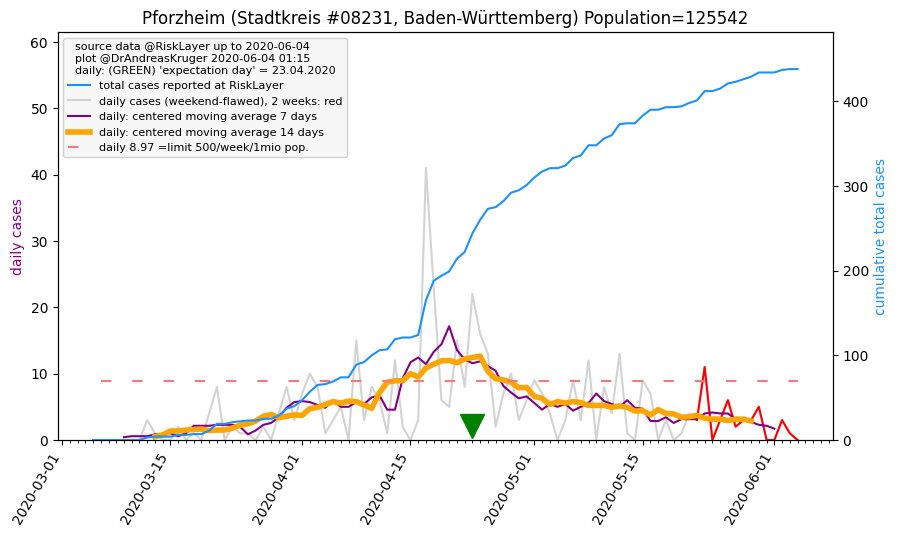 Pforzheim (Stadtkreis #08231, Baden-Württemberg) Population=125542
source data @RiskLayer up to 2020-06-04
plot @DrAndreasKruger 2020-06-04 01:15
daily: (GREEN) 'expectation day' = 23.04.2020
total cases reported at RiskLayer
daily cases (weekend-flawed), 2 weeks: red
daily: centered moving average 7 days
daily: centered moving average 14 days
daily 8.97 =limit 500/week/1mio pop.
daily cases
60
50
40
30
20
10
0
cumulative total cases
400
300
200
100
0
2020-03-01
2020-03-15
2020-04-01
2020-04-15
2020-05-01
2020-05-15
2020-06-01